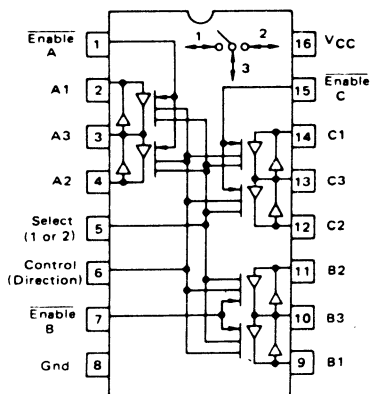 Enable
A
1
A1
2
A3
3
A2
4
Select
(1 or 2)
5
Control
(Direction)
6
Enable
B
7
Gnd
8
1
2
3
16
VCC
15
Enable
C
14
C1
13
C3
12
C2
11
B2
10
B3
9
B1